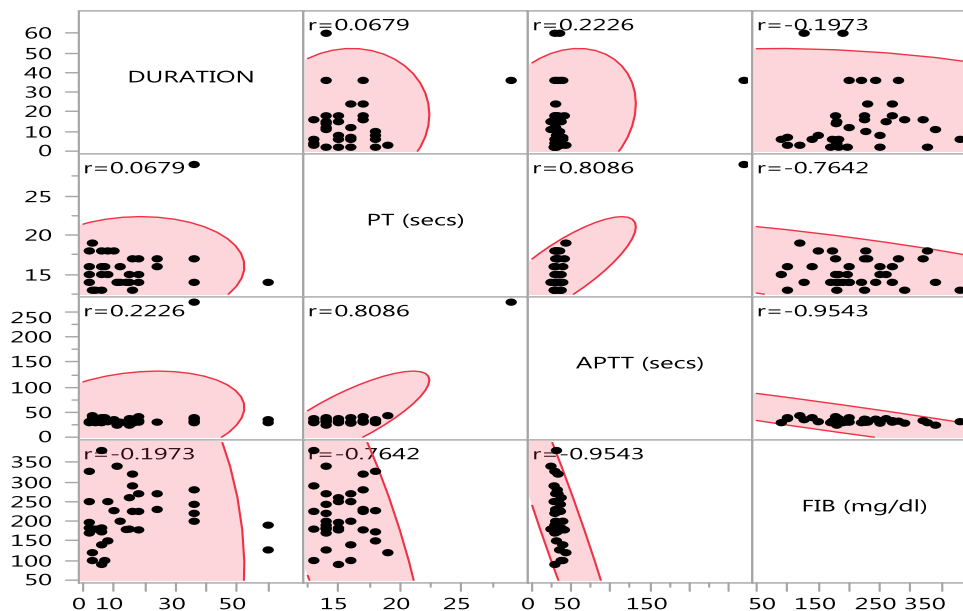 60
50
40
30
20
10
0
DURATION
r=0.0679
r=0.2226
r=-0.1973
25
20
15
r=0.0679
PT (secs)
r=0.8086
r=-0.7642
250
200
150
100
50
0
r=0.2226
r=0.8086
APTT (secs)
r=-0.9543
350
300
250
200
150
100
50
r=-0.1973
r=-0.7642
r=-0.9543
FIB (mg/dl)
0 10 30 50 15 20 25 0 50 150 50 150 250 350